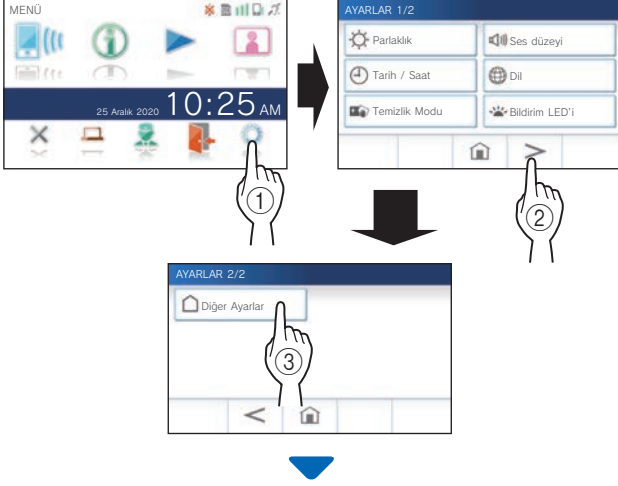 MENÜ
25 Aralık 2020 10:25 AM
①
AYARLAR 1/2
Parlaklık
Ses düzeyi
Tarih / Saat
Dil
Temizlik Modu
Bildirim LED'i
>
②
AYARLAR 2/2
Diğer Ayarlar
③
<